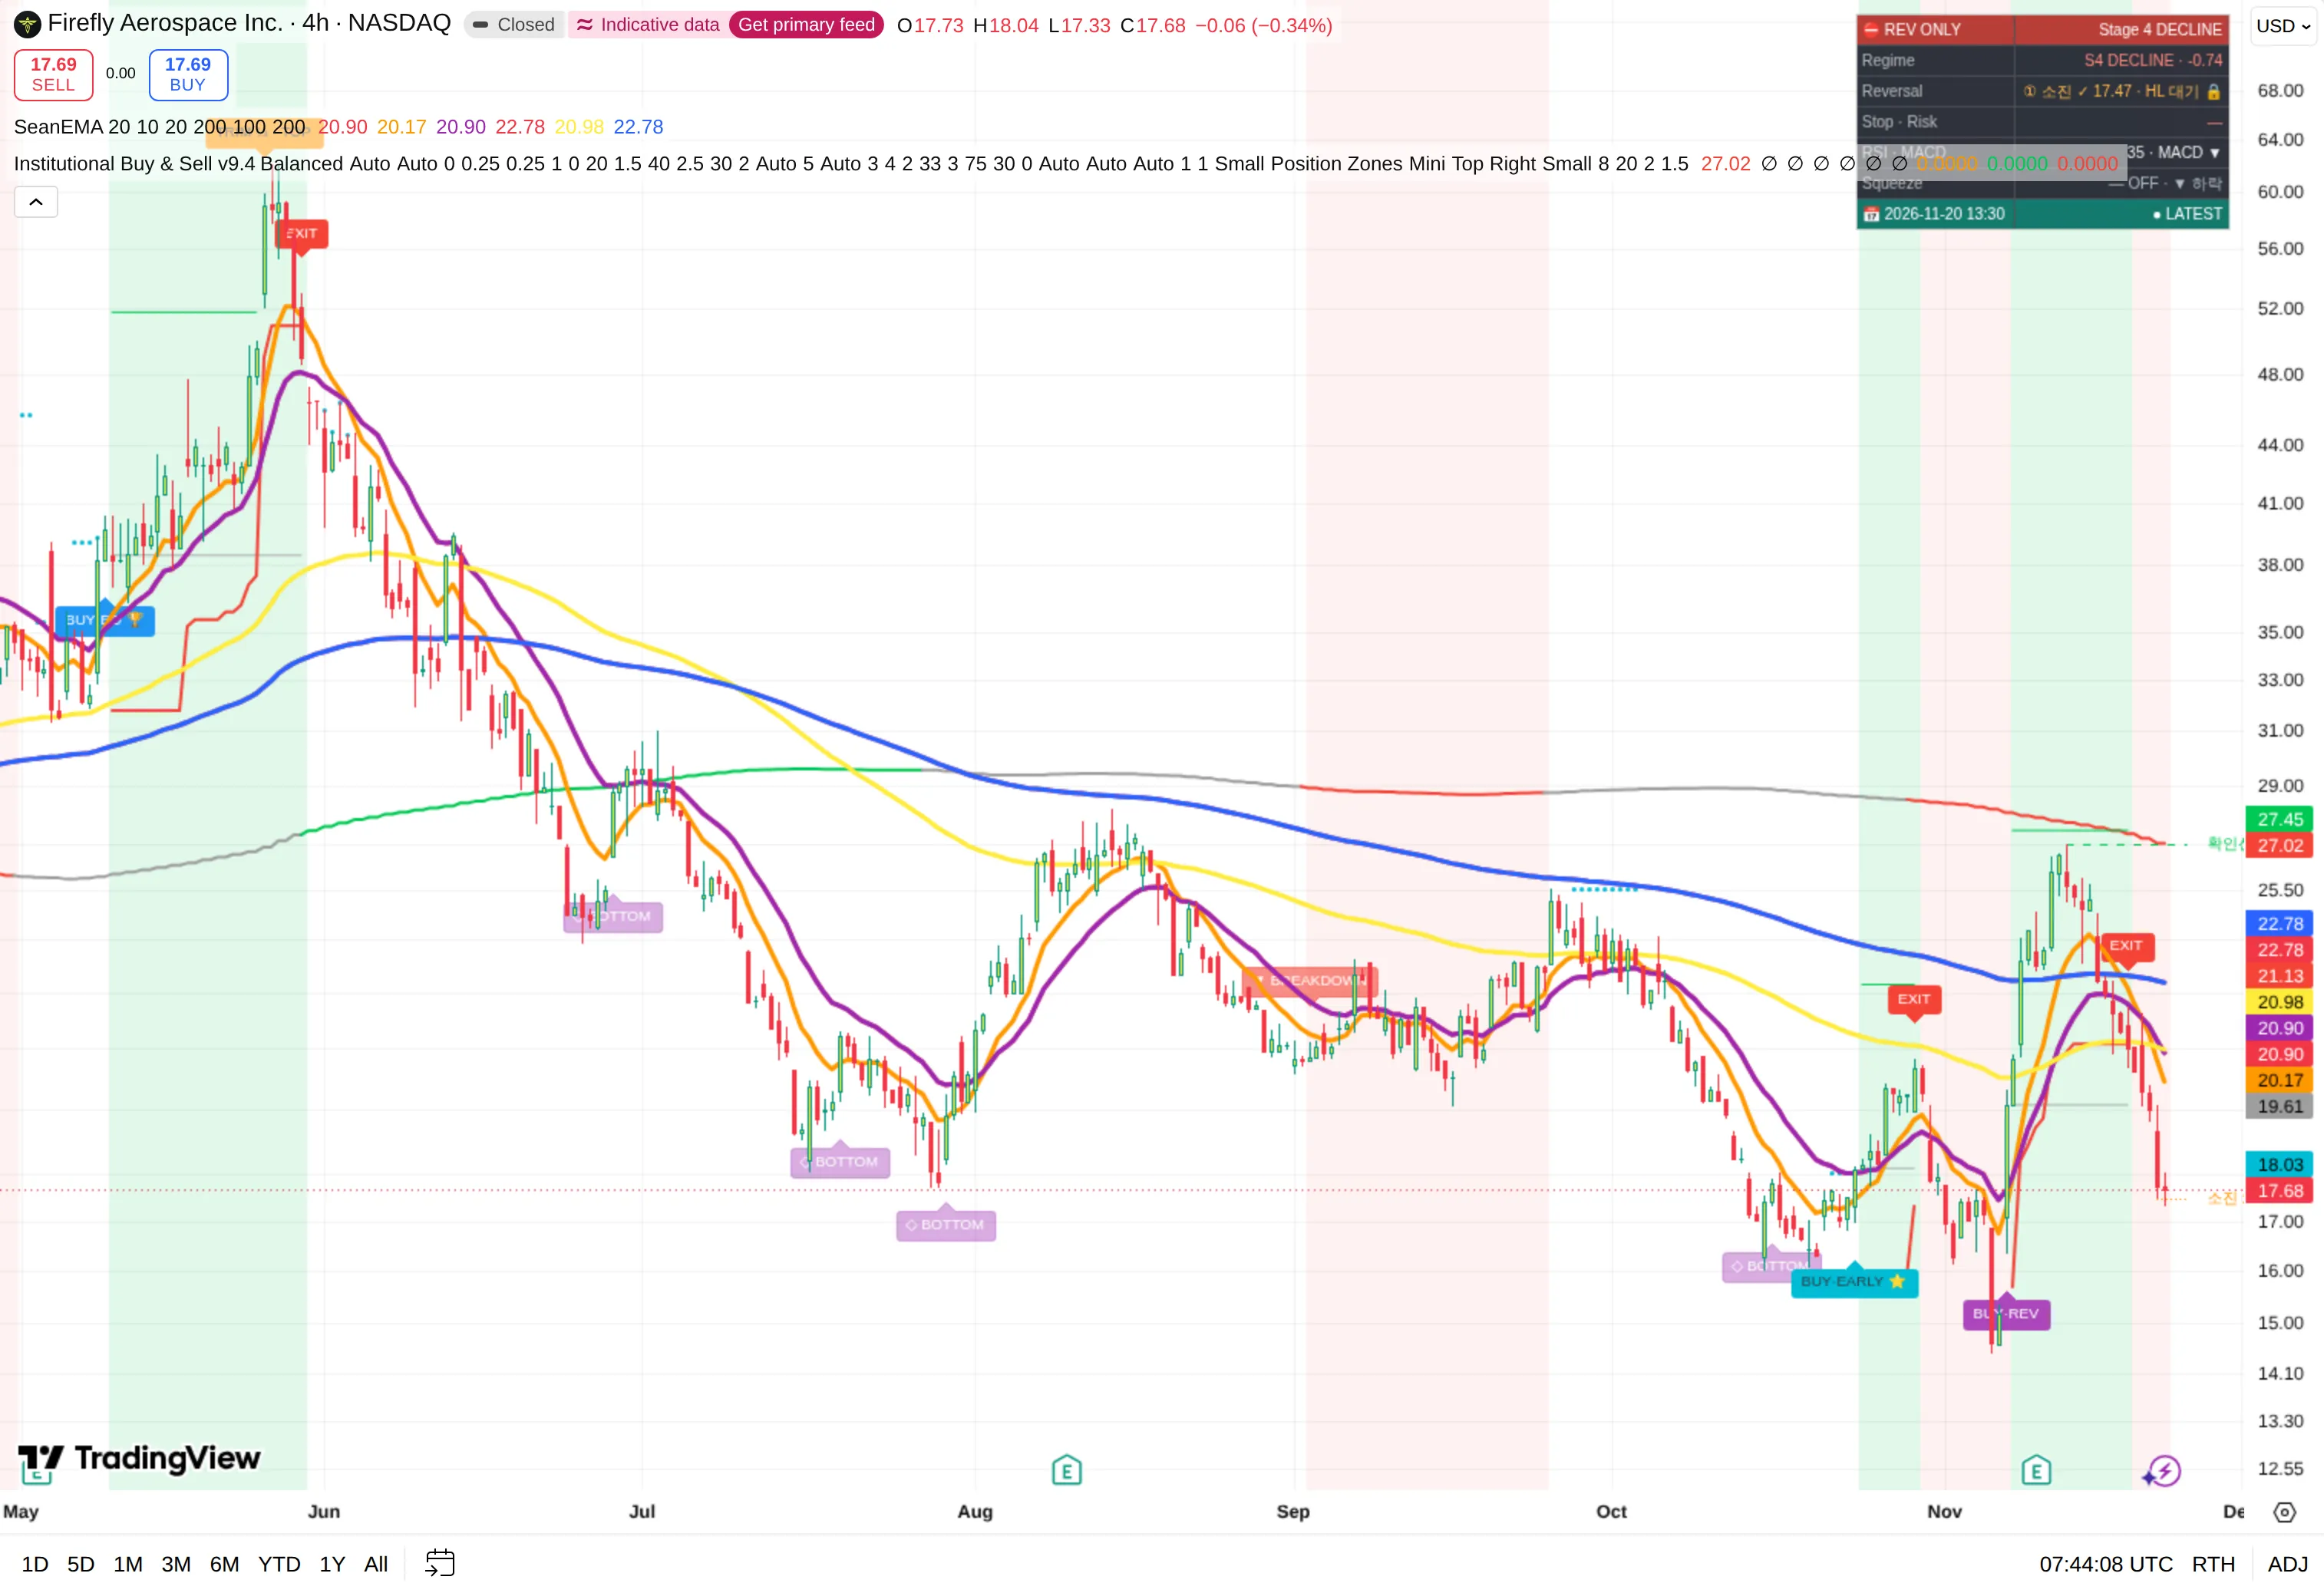 Firefly Aerospace Inc. · 4h · NASDAQ Closed Indicative data Get primary feed O17.73 H18.04 L17.33 C17.68 −0.06 (−0.34%)
17.69 SELL 0.00 17.69 BUY
SeanEMA 20 10 20 200 100 200 20.90 20.17 20.90 22.78 20.98 22.78
Institutional Buy & Sell v9.4 Balanced Auto Auto 0 0.25 0.25 1 0 20 1.5 40 2.5 30 2 Auto 5 Auto 3 4 2 33 3 75 30 0 Auto Auto Auto 1 1 Small Position Zones Mini Top Right Small 8 20 2 1.5 27.02 ∅ ∅ ∅ ∅ ∅ ∅ 0.0000 0.0000 0.0000
REV ONLY Stage 4 DECLINE
Regime S4 DECLINE · -0.74
Reversal ① 소진 ✓ 17.47 · HL 대기 🔒
Stop · Risk —
RSI · MACD 35 · MACD ▼
Squeeze — OFF · ▼ 하락
📅 2026-11-20 13:30 ● LATEST
USD
68.00
64.00
60.00
56.00
52.00
48.00
44.00
41.00
38.00
35.00
33.00
31.00
29.00
27.45
27.02
25.50
22.78
22.78
21.13
20.98
20.90
20.90
20.17
19.61
18.03
17.68
17.00
16.00
15.00
14.10
13.30
12.55
EXIT
◇ BOTTOM
◇ BOTTOM
◇ BOTTOM
BREAKDOWN
◇ BOTTOM
BUY-EARLY ⭐
EXIT
BUY-REV
EXIT
소진
TradingView
E
E
E
May Jun Jul Aug Sep Oct Nov
1D 5D 1M 3M 6M YTD 1Y All 07:44:08 UTC RTH ADJ